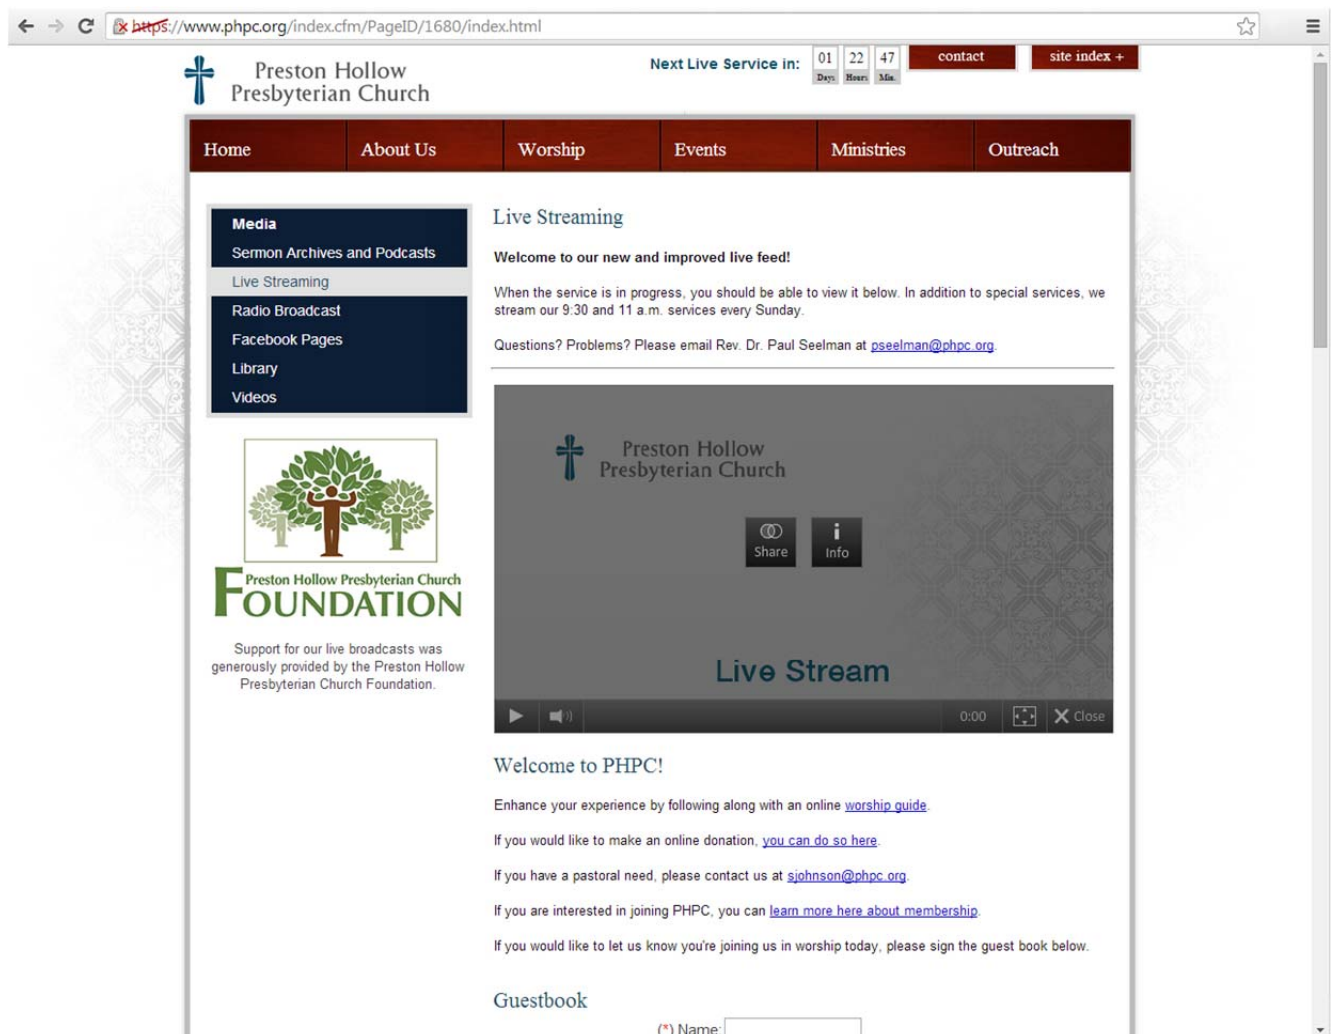 https://www.phpc.org/index.cfm/PageID/1680/index.html
Preston Hollow
Presbyterian Church
Next Live Service in:
01 22 47
Days Hours Min.
contact
site index +
Home About Us Worship Events Ministries Outreach
Media
Sermon Archives and Podcasts
Live Streaming
Radio Broadcast
Facebook Pages
Library
Videos
Preston Hollow Presbyterian Church
FOUNDATION
Support for our live broadcasts was
generously provided by the Preston Hollow
Presbyterian Church Foundation.
Live Streaming
Welcome to our new and improved live feed!
When the service is in progress, you should be able to view it below. In addition to special services, we
stream our 9:30 and 11 a.m. services every Sunday.
Questions? Problems? Please email Rev. Dr. Paul Seelman at pseelman@phpc.org.
Preston Hollow
Presbyterian Church
Share
Info
Live Stream
0:00
Close
Welcome to PHPC!
Enhance your experience by following along with an online worship guide.
If you would like to make an online donation, you can do so here.
If you have a pastoral need, please contact us at sjohnson@phpc.org.
If you are interested in joining PHPC, you can learn more here about membership.
If you would like to let us know you're joining us in worship today, please sign the guest book below.
Guestbook
(*) Name: